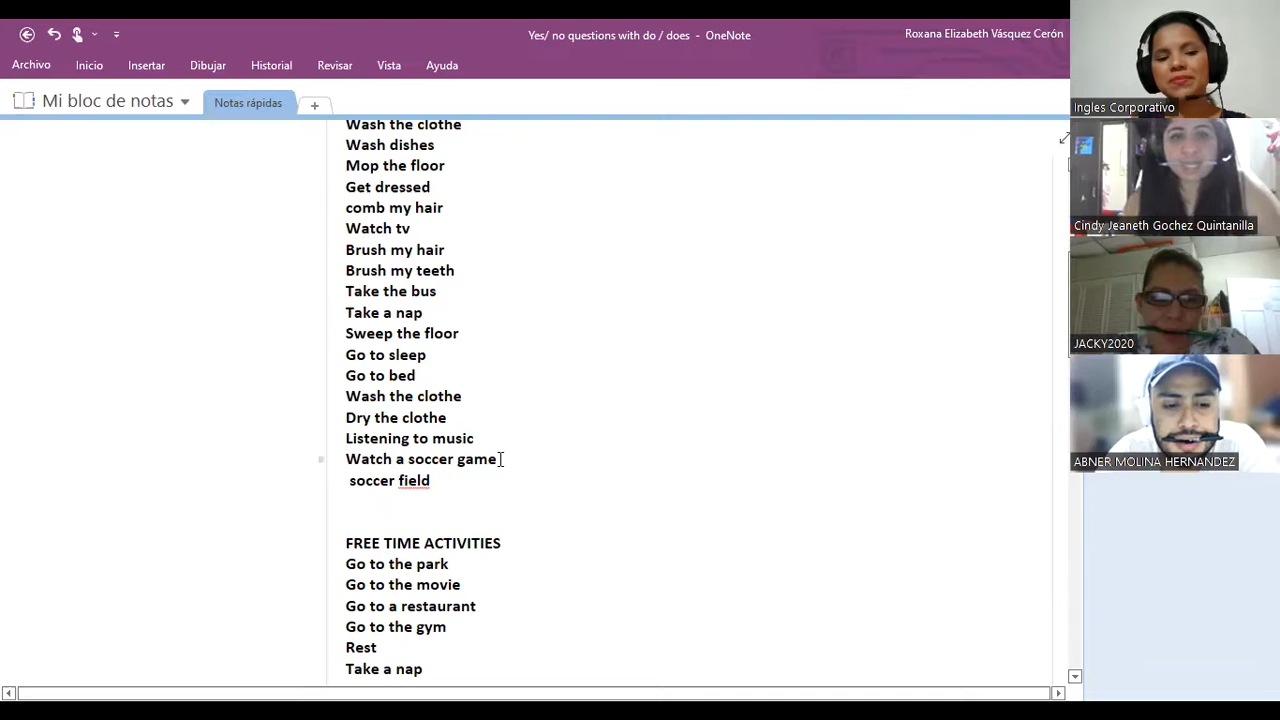 Yes/ no questions with do / does - OneNote
Roxana Elizabeth Vásquez Cerón
Archivo
Inicio
Insertar
Dibujar
Historial
Revisar
Vista
Ayuda
Mi bloc de notas
Notas rápidas
+
Wash the clothe
Wash dishes
Mop the floor
Get dressed
comb my hair
Watch tv
Brush my hair
Brush my teeth
Take the bus
Take a nap
Sweep the floor
Go to sleep
Go to bed
Wash the clothe
Dry the clothe
Listening to music
Watch a soccer game
soccer field
FREE TIME ACTIVITIES
Go to the park
Go to the movie
Go to a restaurant
Go to the gym
Rest
Take a nap
Ingles Corporativo
Cindy Jeaneth Gochez Quintanilla
JACKY2020
ABNER MOLINA HERNANDEZ